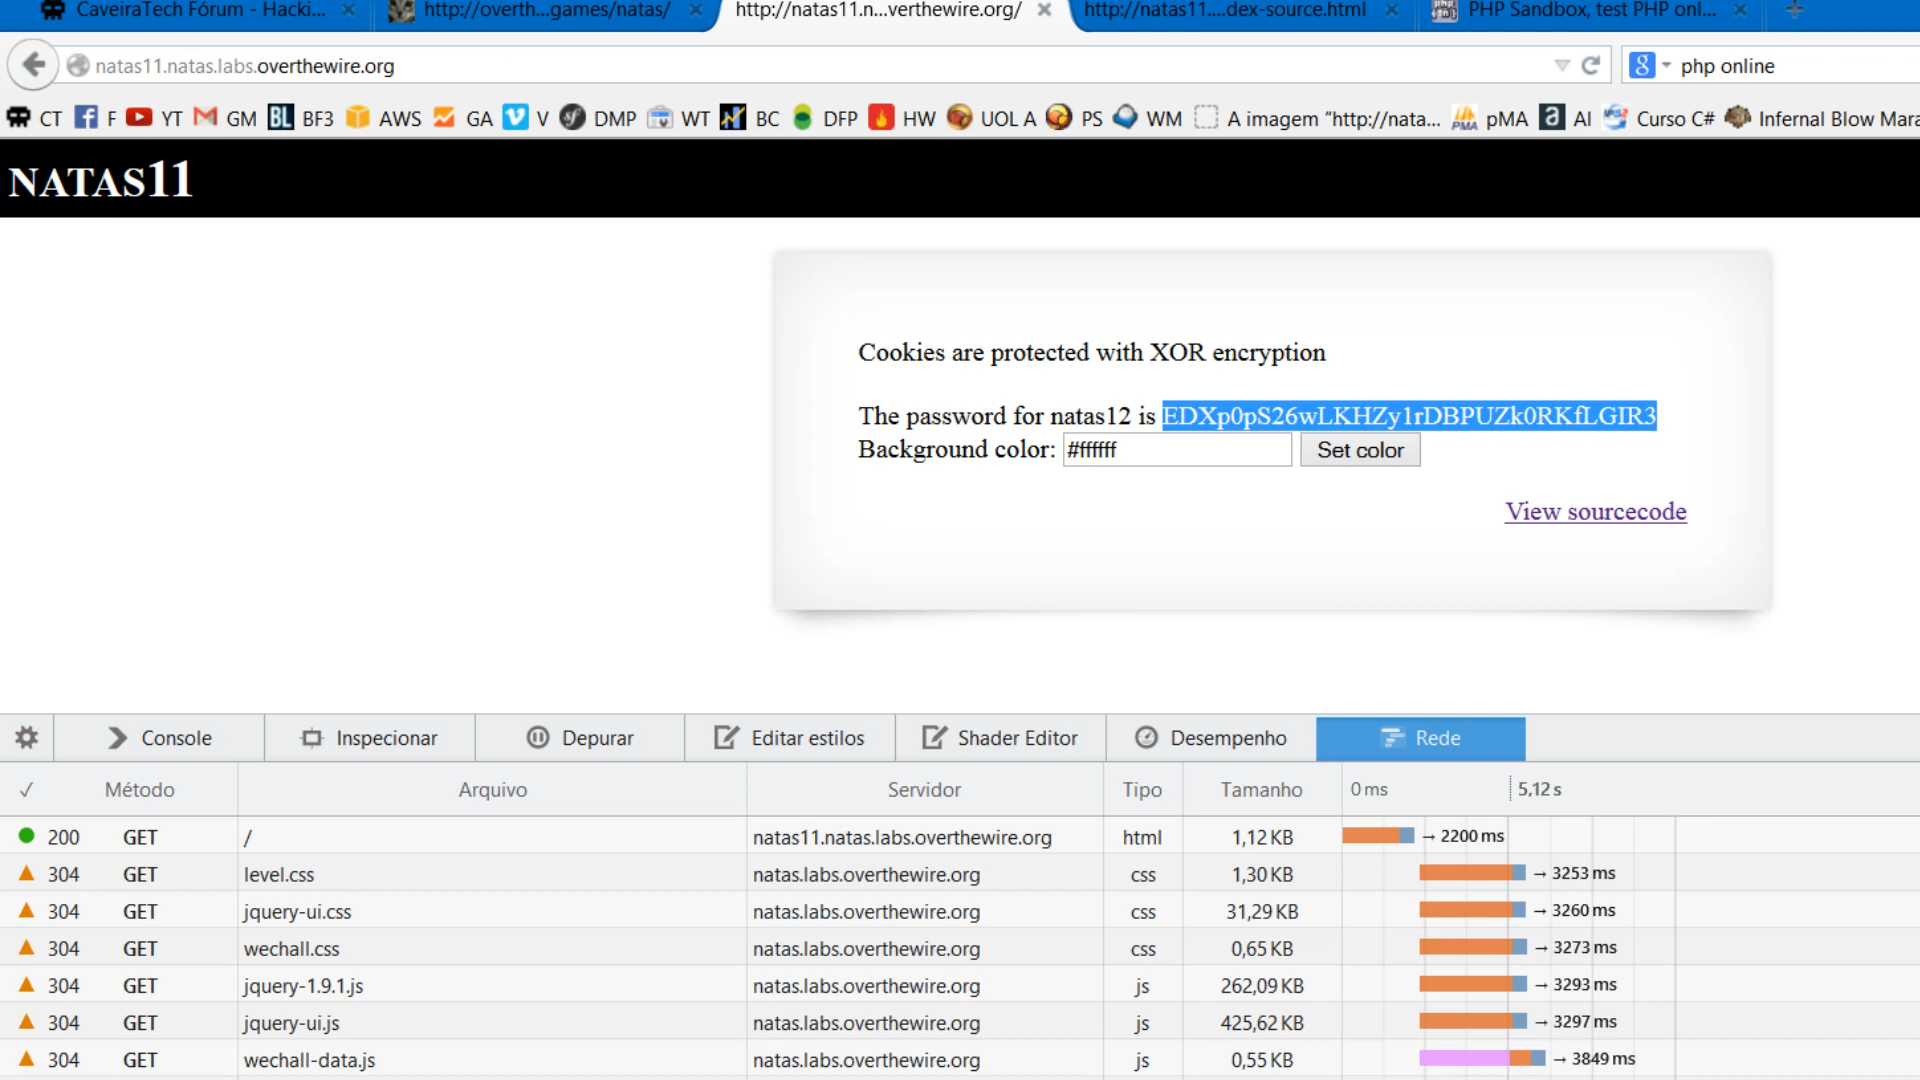 CaveiraTech Fórum - Hacki...
http://overth...games/natas/
http://natas11.n...verthewire.org/
http://natas11....dex-source.html
PHP Sandbox, test PHP onl...
natas11.natas.labs.overthewire.org
php online
CT F YT GM BF3 AWS GA V DMP WT BC DFP HW UOL A PS WM A imagem "http://nata... pMA AI Curso C# Infernal Blow Mara
NATAS11
Cookies are protected with XOR encryption
The password for natas12 is EDXp0pS26wLKHZy1rDBPUZk0RKfLGIR3
Background color: #ffffff Set color
View sourcecode
Console Inspecionar Depurar Editar estilos Shader Editor Desempenho Rede
✓ Método Arquivo Servidor Tipo Tamanho 0 ms 5,12 s
200 GET / natas11.natas.labs.overthewire.org html 1,12 KB → 2200 ms
304 GET level.css natas.labs.overthewire.org css 1,30 KB → 3253 ms
304 GET jquery-ui.css natas.labs.overthewire.org css 31,29 KB → 3260 ms
304 GET wechall.css natas.labs.overthewire.org css 0,65 KB → 3273 ms
304 GET jquery-1.9.1.js natas.labs.overthewire.org js 262,09 KB → 3293 ms
304 GET jquery-ui.js natas.labs.overthewire.org js 425,62 KB → 3297 ms
304 GET wechall-data.js natas.labs.overthewire.org js 0,55 KB → 3849 ms